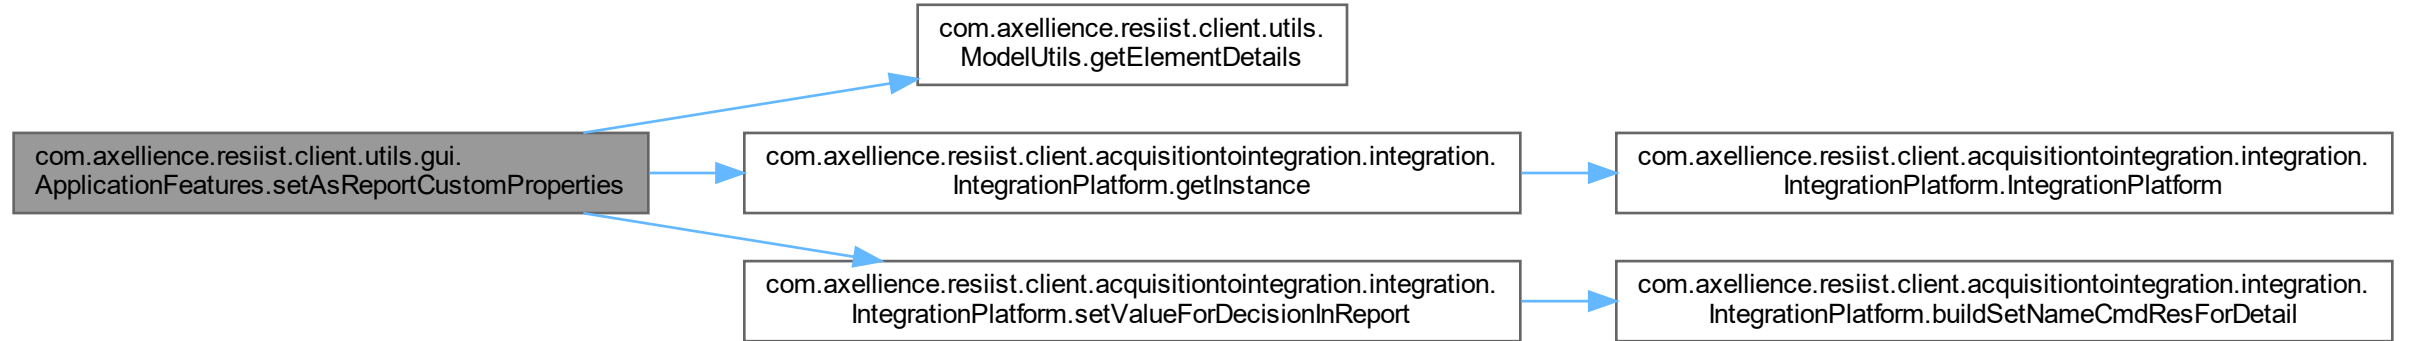 com.axellience.resiist.client.utils.
ModelUtils.getElementDetails
com.axellience.resiist.client.utils.gui.
ApplicationFeatures.setAsReportCustomProperties
com.axellience.resiist.client.acquisitiontointegration.integration.
IntegrationPlatform.getInstance
com.axellience.resiist.client.acquisitiontointegration.integration.
IntegrationPlatform.IntegrationPlatform
com.axellience.resiist.client.acquisitiontointegration.integration.
IntegrationPlatform.setValueForDecisionInReport
com.axellience.resiist.client.acquisitiontointegration.integration.
IntegrationPlatform.buildSetNameCmdResForDetail